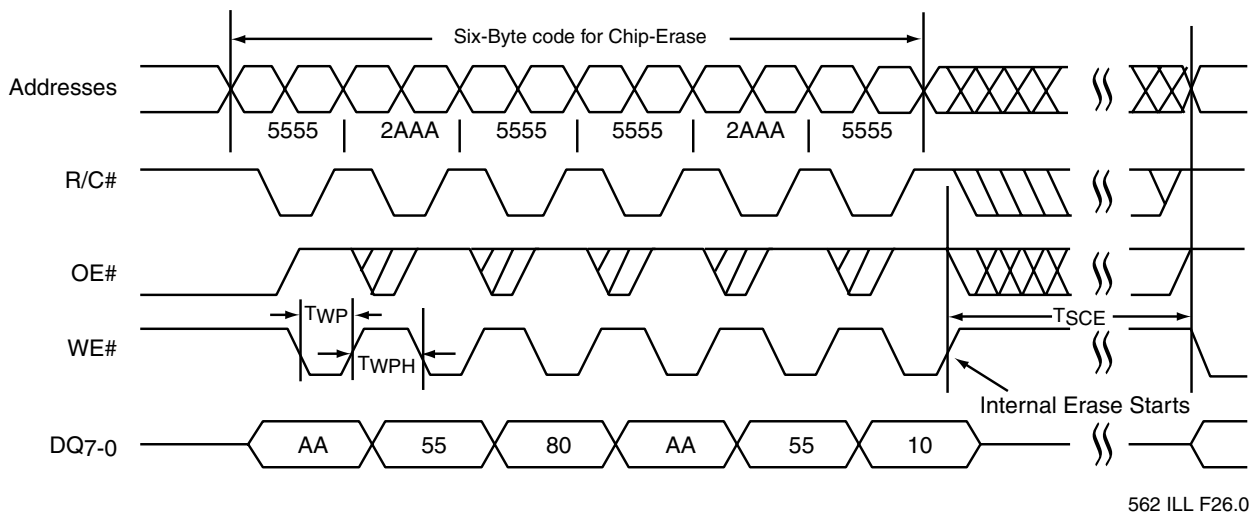 Six-Byte code for Chip-Erase
Addresses
5555 2AAA 5555 5555 2AAA 5555
R/C#
OE#
TWP
TSCE
WE#
TWPH
Internal Erase Starts
DQ7-0
AA 55 80 AA 55 10
562 ILL F26.0